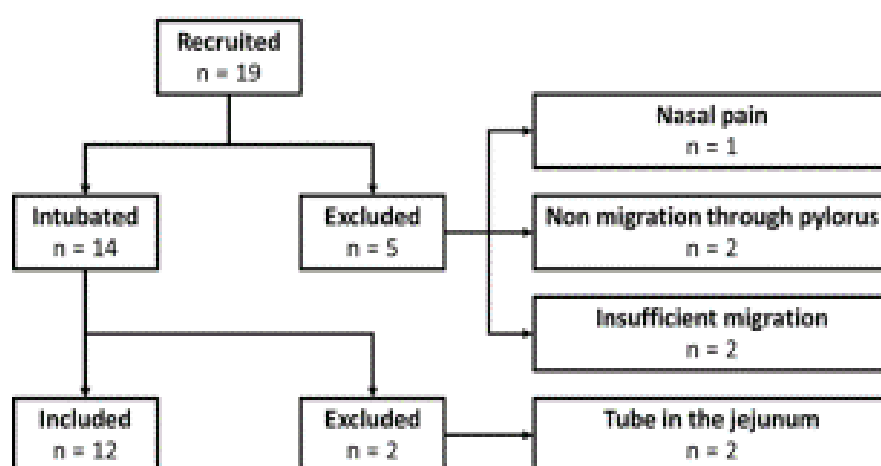 Recruited
n = 19
Nasal pain
n = 1
Intubated
n = 14
Excluded
n = 5
Non migration through pylorus
n = 2
Insufficient migration
n = 2
Included
n = 12
Excluded
n = 2
Tube in the jejunum
n = 2